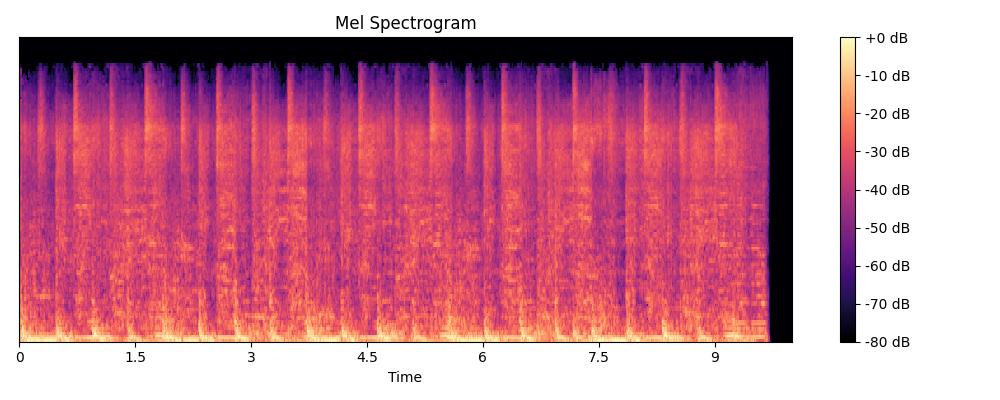 Mel Spectrogram
+0 dB
-10 dB
-20 dB
-30 dB
-40 dB
-50 dB
-60 dB
-70 dB
-80 dB
0 1.5 3 4.5 6 7.5 9
Time